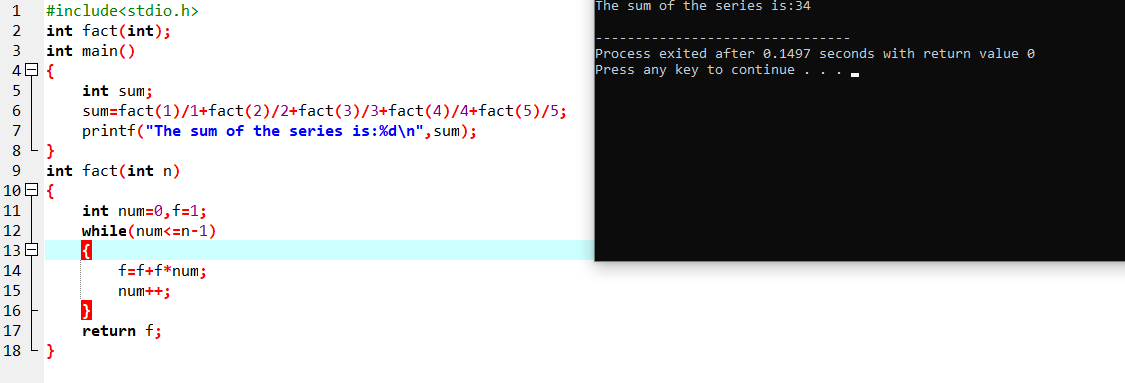 1 #include<stdio.h>
2 int fact(int);
3 int main()
4 {
5 int sum;
6 sum=fact(1)/1+fact(2)/2+fact(3)/3+fact(4)/4+fact(5)/5;
7 printf("The sum of the series is:%d\n",sum);
8 }
9 int fact(int n)
10 {
11 int num=0,f=1;
12 while(num<=n-1)
13 {
14 f=f+f*num;
15 num++;
16 }
17 return f;
18 }
The sum of the series is:34
--------------------------------
Process exited after 0.1497 seconds with return value 0
Press any key to continue . . .